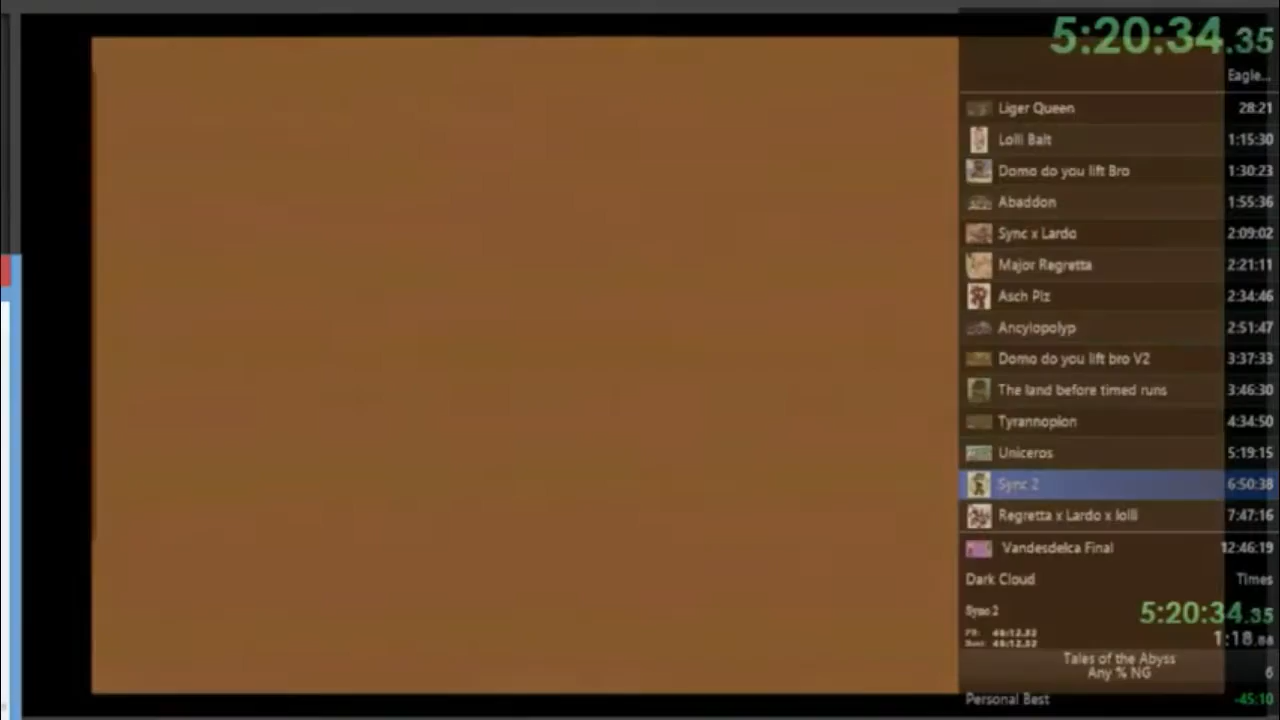 5:20:34.35
Eagle...
Liger Queen 28:21
Lolli Bait 1:15:30
Domo do you lift Bro 1:30:23
Abaddon 1:55:36
Sync x Lardo 2:09:02
Major Regretta 2:21:11
Asch Plz 2:34:46
Ancylopolyp 2:51:47
Domo do you lift bro V2 3:37:33
The land before timed runs 3:46:30
Tyrannopion 4:34:50
Uniceros 5:19:15
Sync 2 6:50:38
Regretta x Lardo x lolli 7:47:16
Vandesdelca Final 12:46:19
Dark Cloud Times
Sync 2 5:20:34.35
1:18
Tales of the Abyss
Any % NG 6
Personal Best -45:10